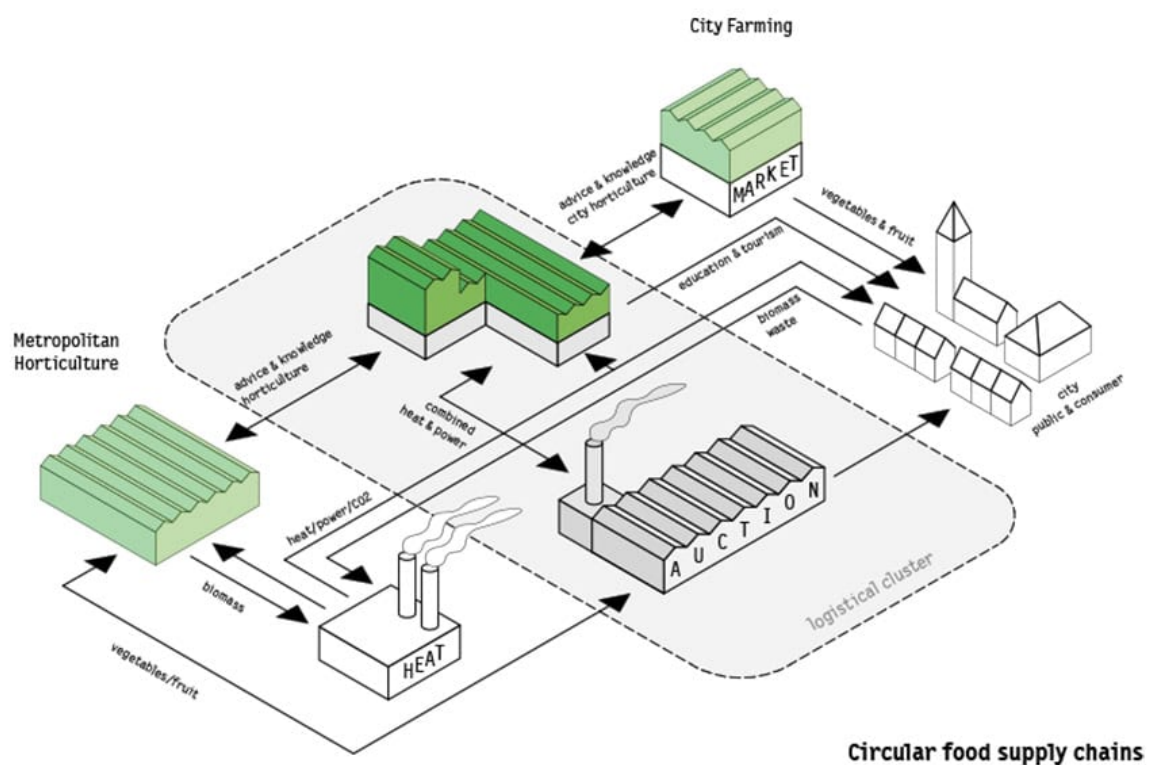 City Farming
MARKET
advice & knowledge
city horticulture
vegetables & fruit
education & tourism
biomass
waste
Metropolitan
Horticulture
advice & knowledge
horticulture
combined
heat & power
city
public & consumer
heat/power/CO2
AUCTION
biomass
HEAT
logistical cluster
vegetables/fruit
Circular food supply chains